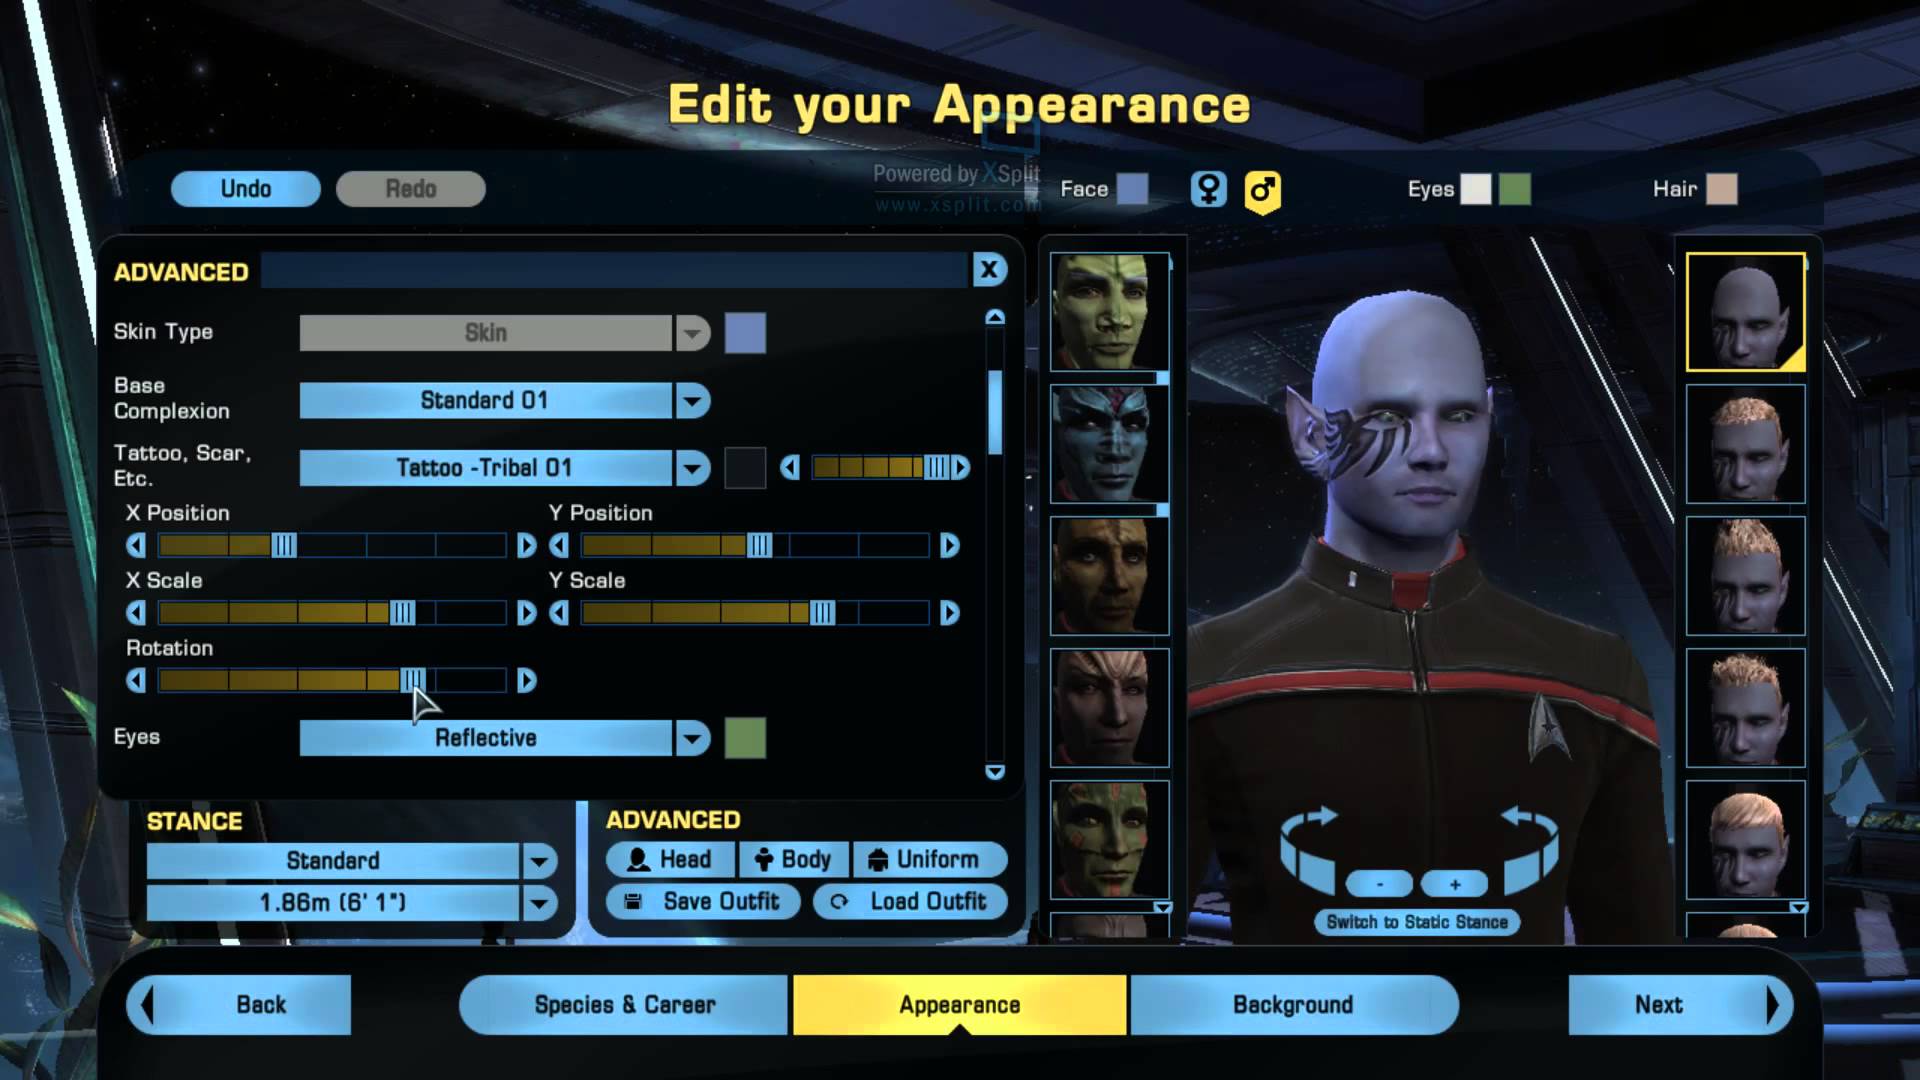 Edit your Appearance
Undo
Redo
Powered by XSplit
www.xsplit.com
Face
Eyes
Hair
ADVANCED
X
Skin Type
Skin
Base Complexion
Standard 01
Tattoo, Scar, Etc.
Tattoo -Tribal 01
X Position
Y Position
X Scale
Y Scale
Rotation
Eyes
Reflective
STANCE
Standard
1.86m (6' 1")
ADVANCED
Head
Body
Uniform
Save Outfit
Load Outfit
-
+
Switch to Static Stance
Back
Species & Career
Appearance
Background
Next